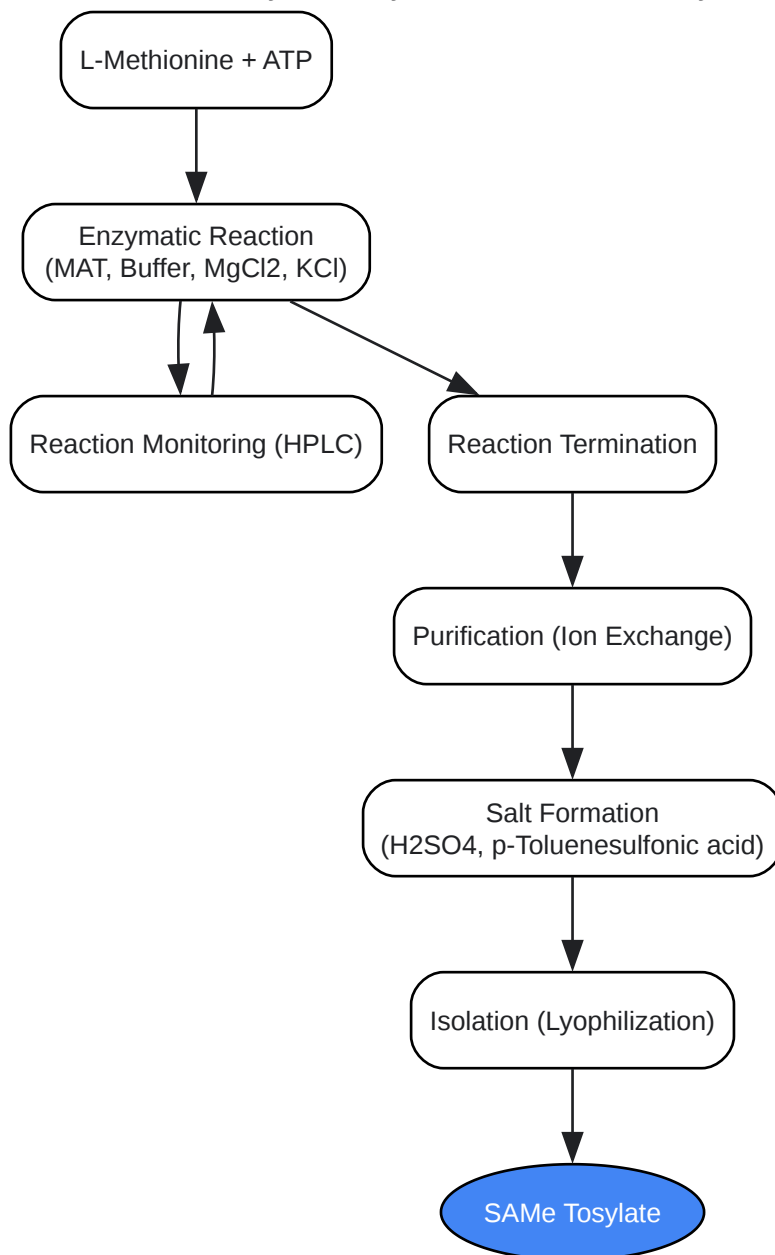 L-Methionine + ATP
Enzymatic Reaction
(MAT, Buffer, MgCl2, KCl)
Reaction Monitoring (HPLC)
Reaction Termination
Purification (Ion Exchange)
Salt Formation
(H2SO4, p-Toluenesulfonic acid)
Isolation (Lyophilization)
SAMe Tosylate